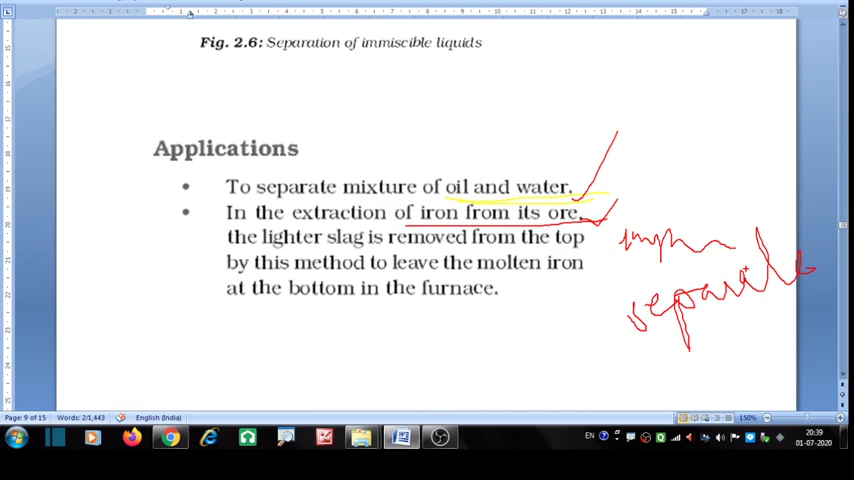 Fig. 2.6: Separation of immiscible liquids
Applications
• To separate mixture of oil and water.
• In the extraction of iron from its ore,
the lighter slag is removed from the top
by this method to leave the molten iron
at the bottom in the furnace.
Page: 9 of 15 Words: 2/1,443 English (India) 150%
EN 20:39
01-07-2020